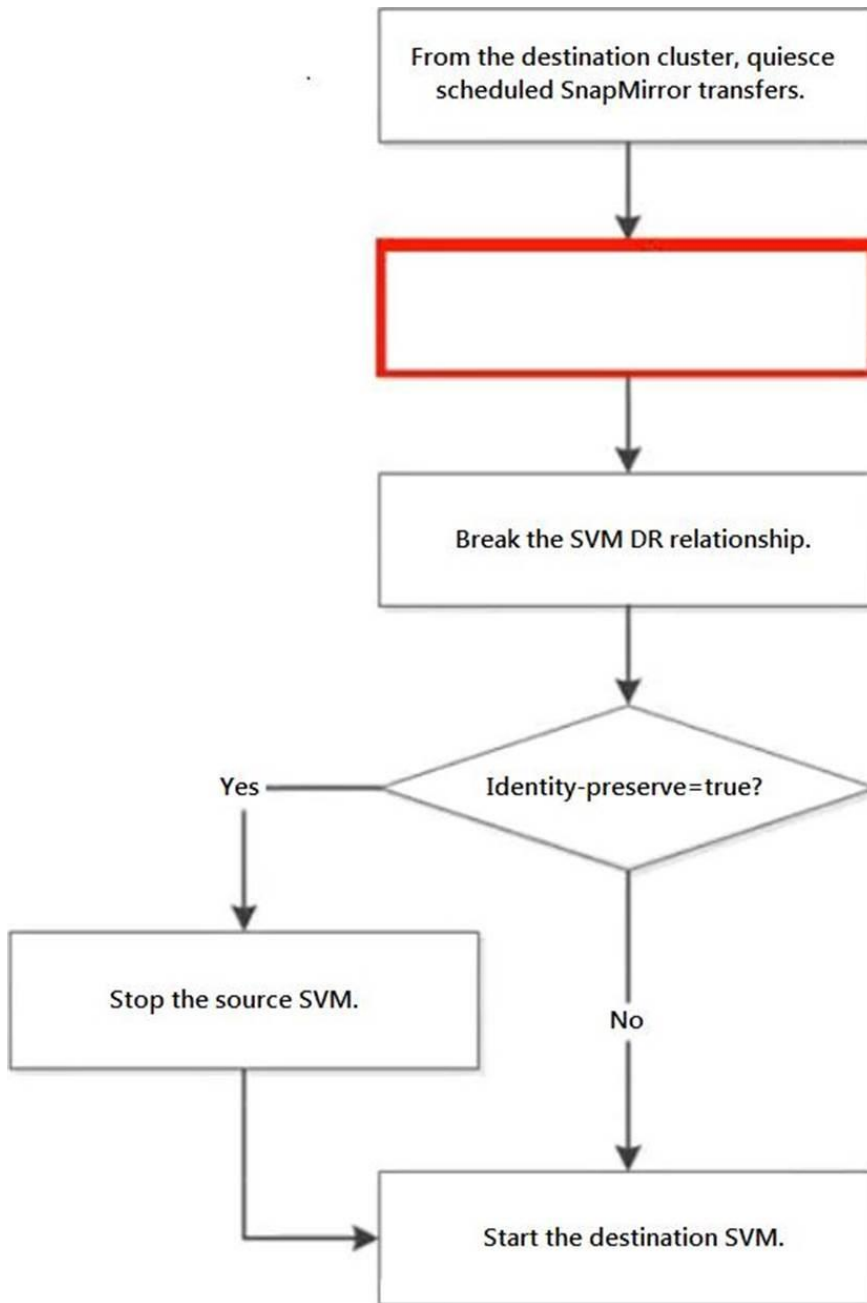 From the destination cluster, quiesce
scheduled SnapMirror transfers.
Break the SVM DR relationship.
Identity-preserve=true?
Yes
Stop the source SVM.
No
Start the destination SVM.